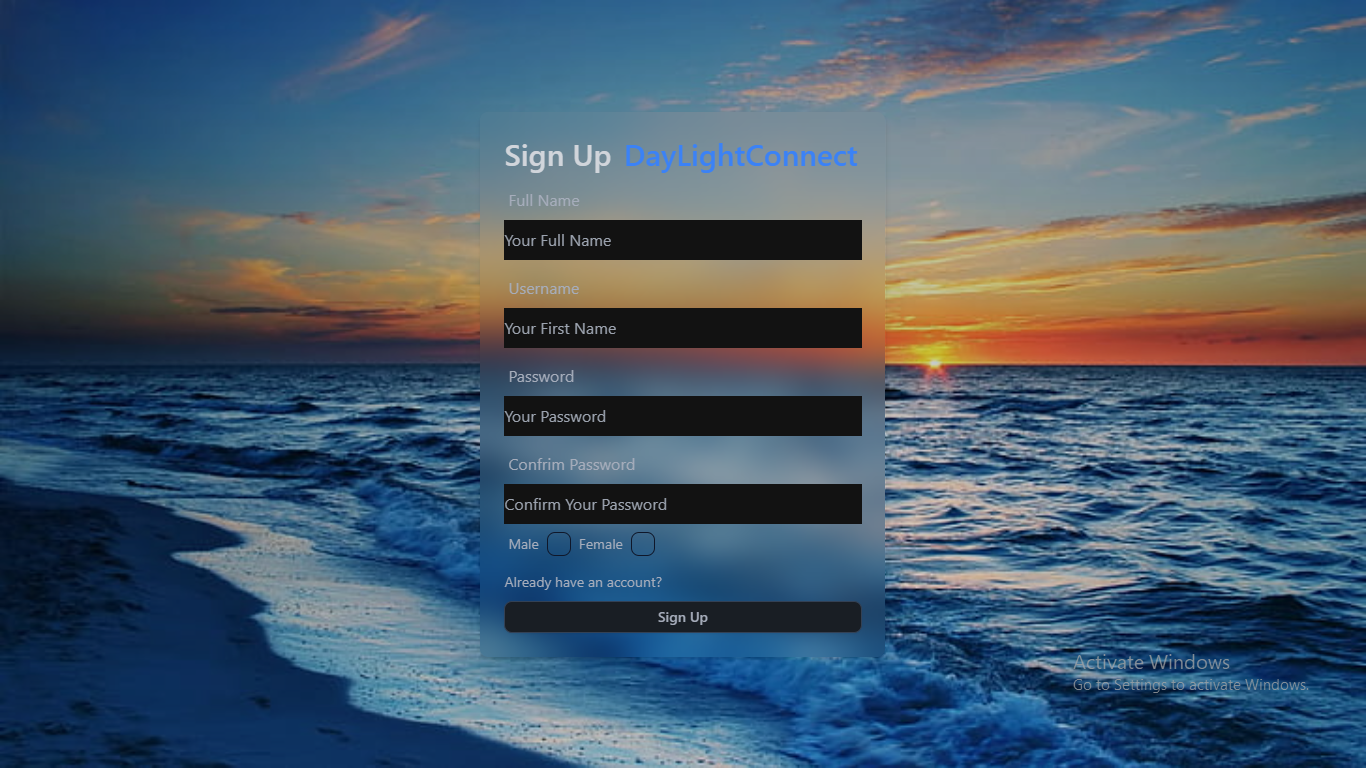 Sign Up DayLightConnect
Full Name
Your Full Name
Username
Your First Name
Password
Your Password
Confrim Password
Confirm Your Password
Male Female
Already have an account?
Sign Up
Activate Windows
Go to Settings to activate Windows.